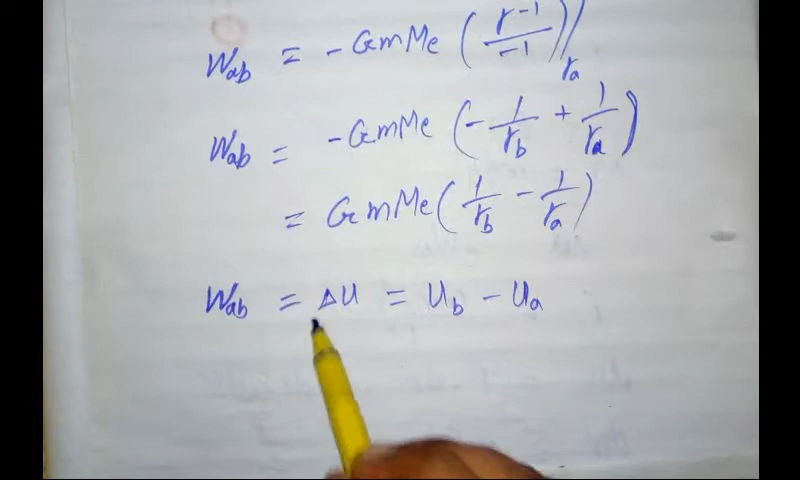 Wab = -GmMe (r⁻¹/-1)/ra
Wab = -GmMe (-1/rb + 1/ra)
= GmMe (1/rb - 1/ra)
Wab = ΔU = Ub - Ua